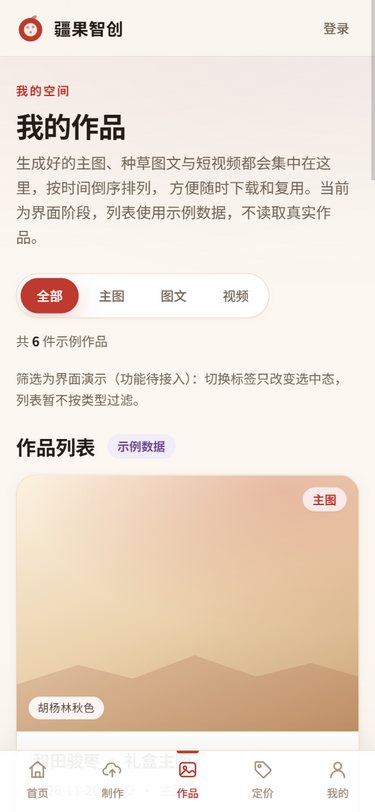 疆果智创
登录
我的空间
我的作品
生成好的主图、种草图文与短视频都会集中在这
里，按时间倒序排列， 方便随时下载和复用。当前
为界面阶段，列表使用示例数据，不读取真实作
品。
全部
主图
图文
视频
共 6 件示例作品
筛选为界面演示（功能待接入）：切换标签只改变选中态，
列表暂不按类型过滤。
作品列表
示例数据
主图
胡杨林秋色
和田骏枣 · 礼盒主
首页
制作
作品
定价
我的